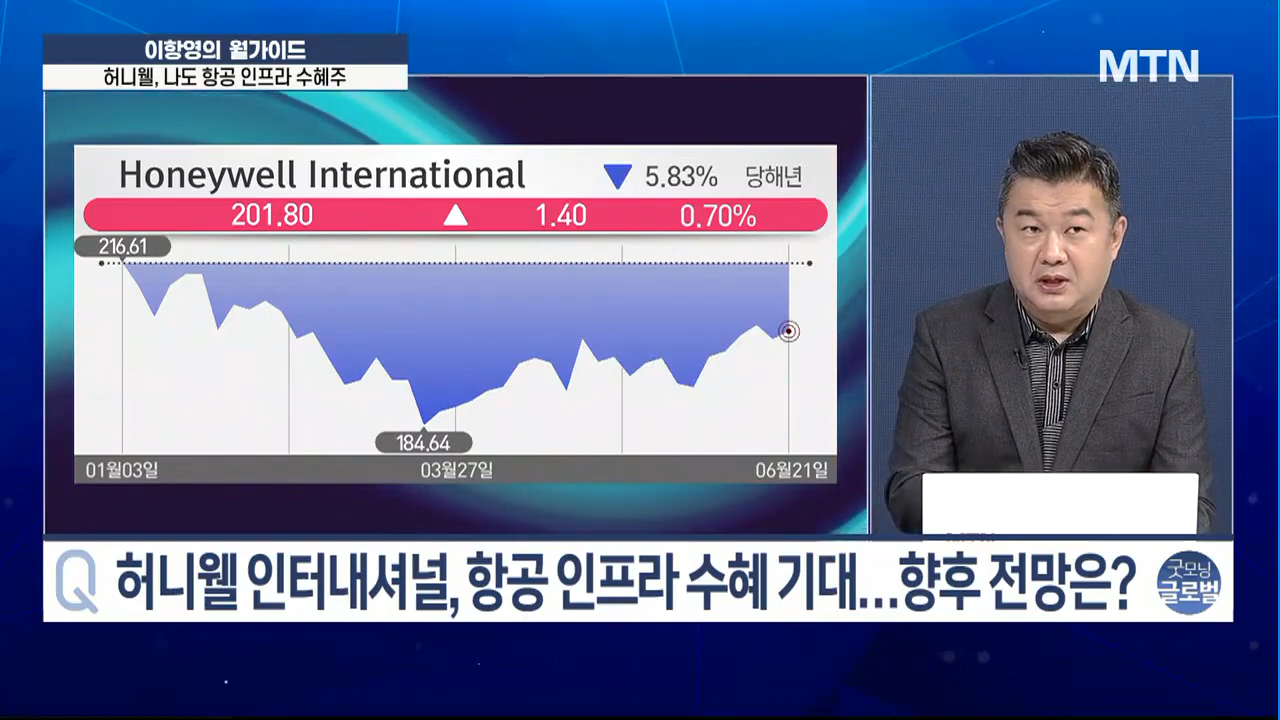 이항영의 월가이드
허니웰, 나도 항공 인프라 수혜주
MTN
Honeywell International ▼ 5.83% 당해년
201.80 ▲ 1.40 0.70%
216.61
184.64
01월03일 03월27일 06월21일
Q 허니웰 인터내셔널, 항공 인프라 수혜 기대...향후 전망은?
굿모닝
글로벌